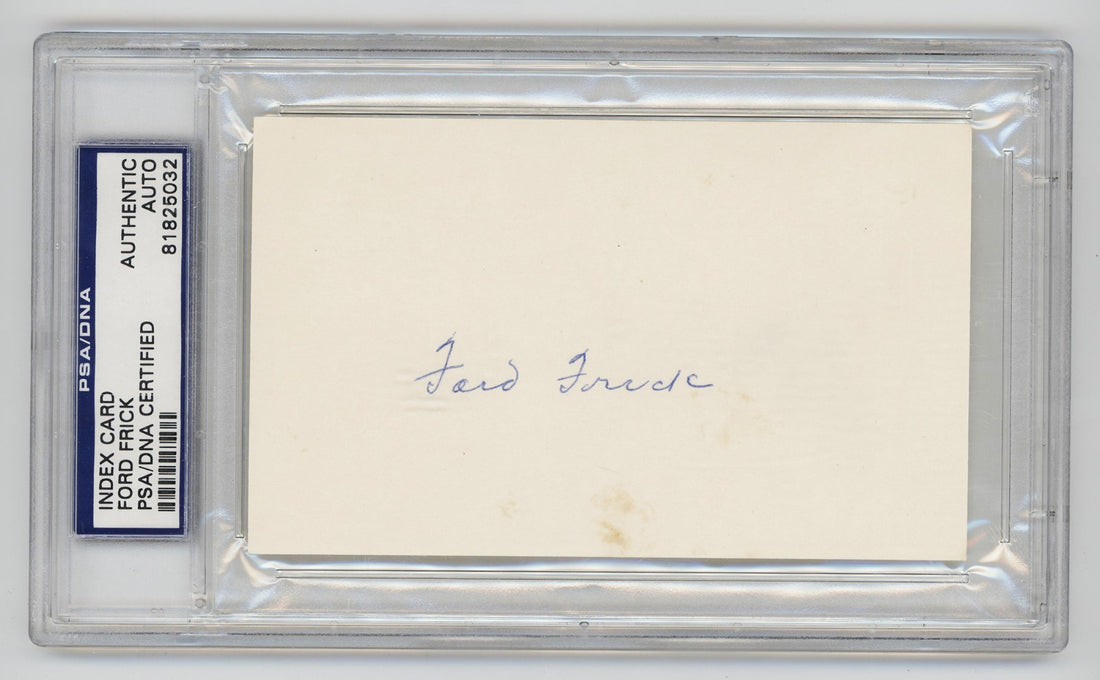 PSA/DNA
INDEX CARD
FORD FRICK
PSA/DNA CERTIFIED
AUTHENTIC
AUTO
81825032
Ford Frick